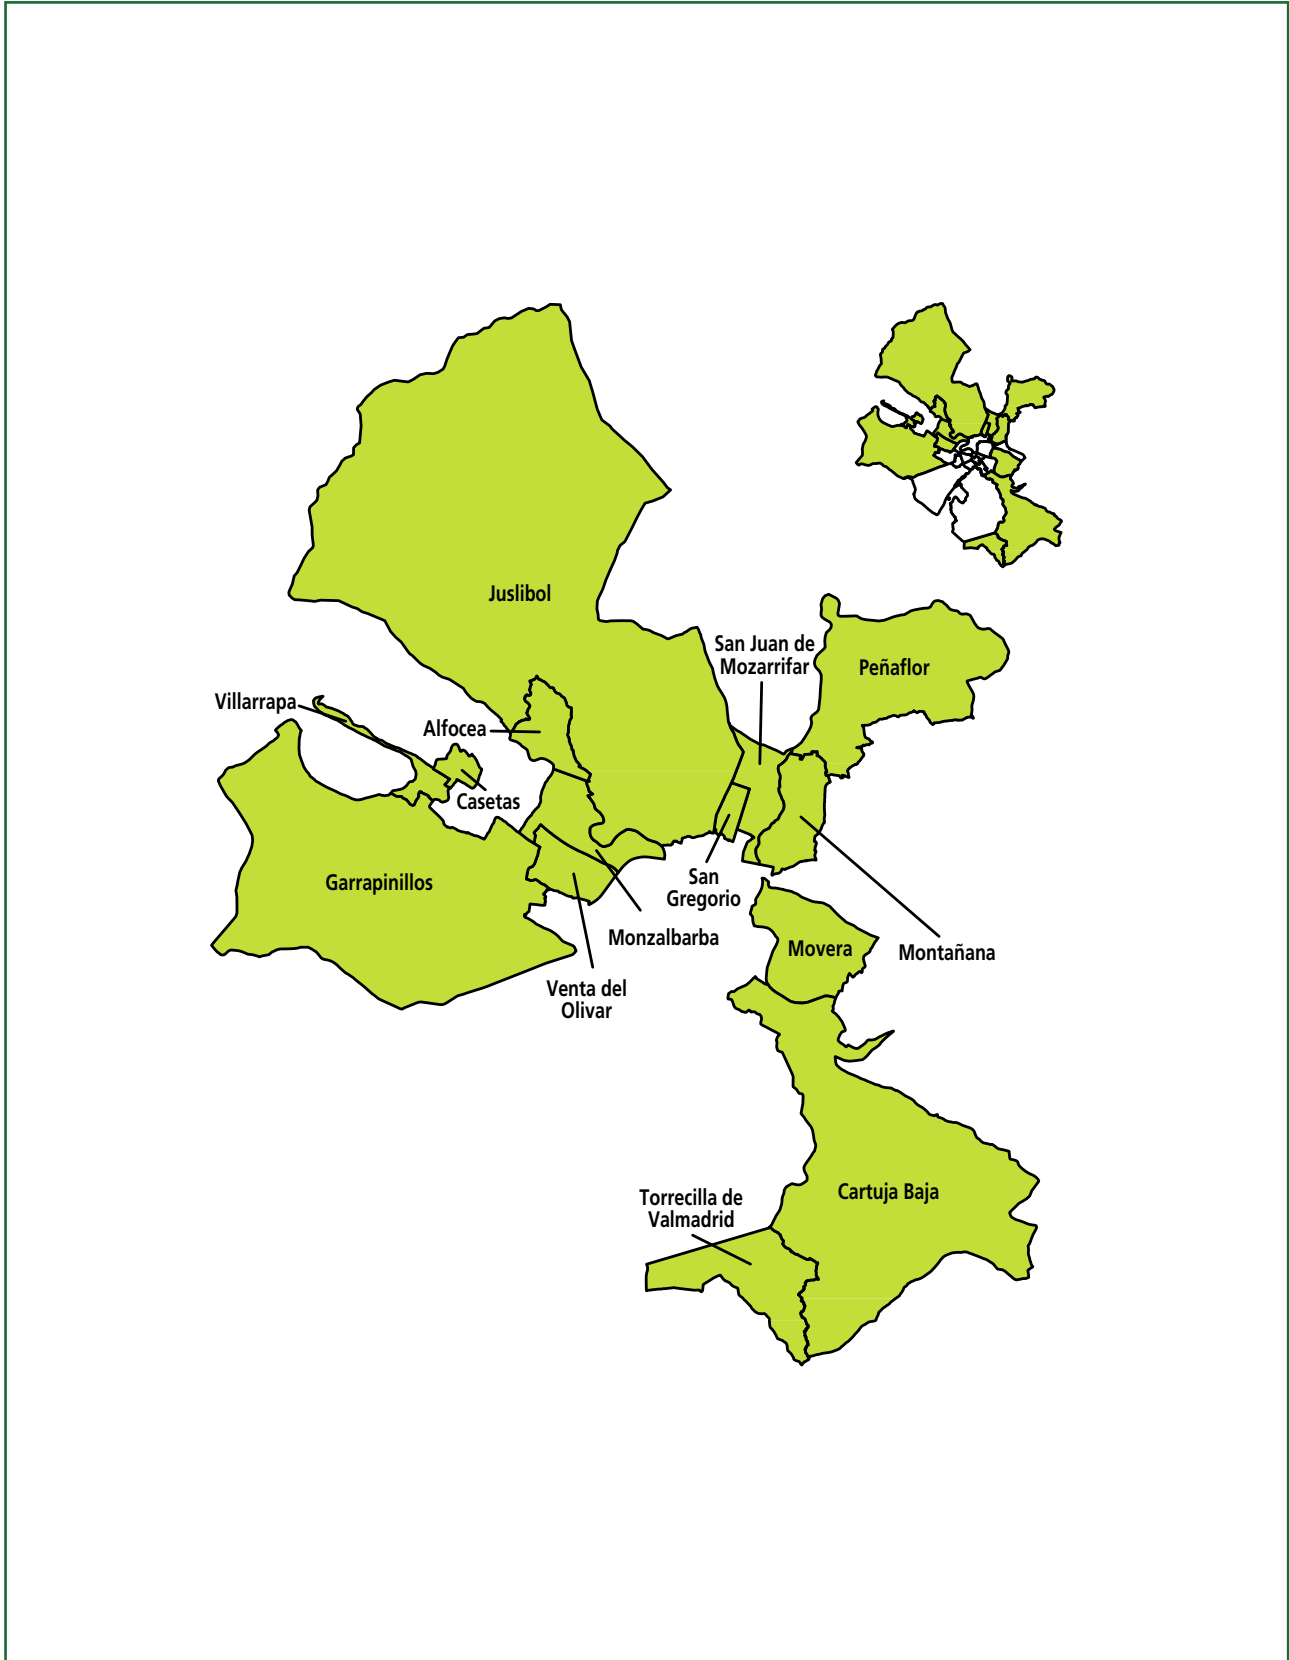 Juslibol
San Juan de
Mozarrifar
Peñaflor
Villarrapa
Alfocea
Casetas
San
Gregorio
Garrapinillos
Monzalbarba
Movera
Montañana
Venta del
Olivar
Cartuja Baja
Torrecilla de
Valmadrid